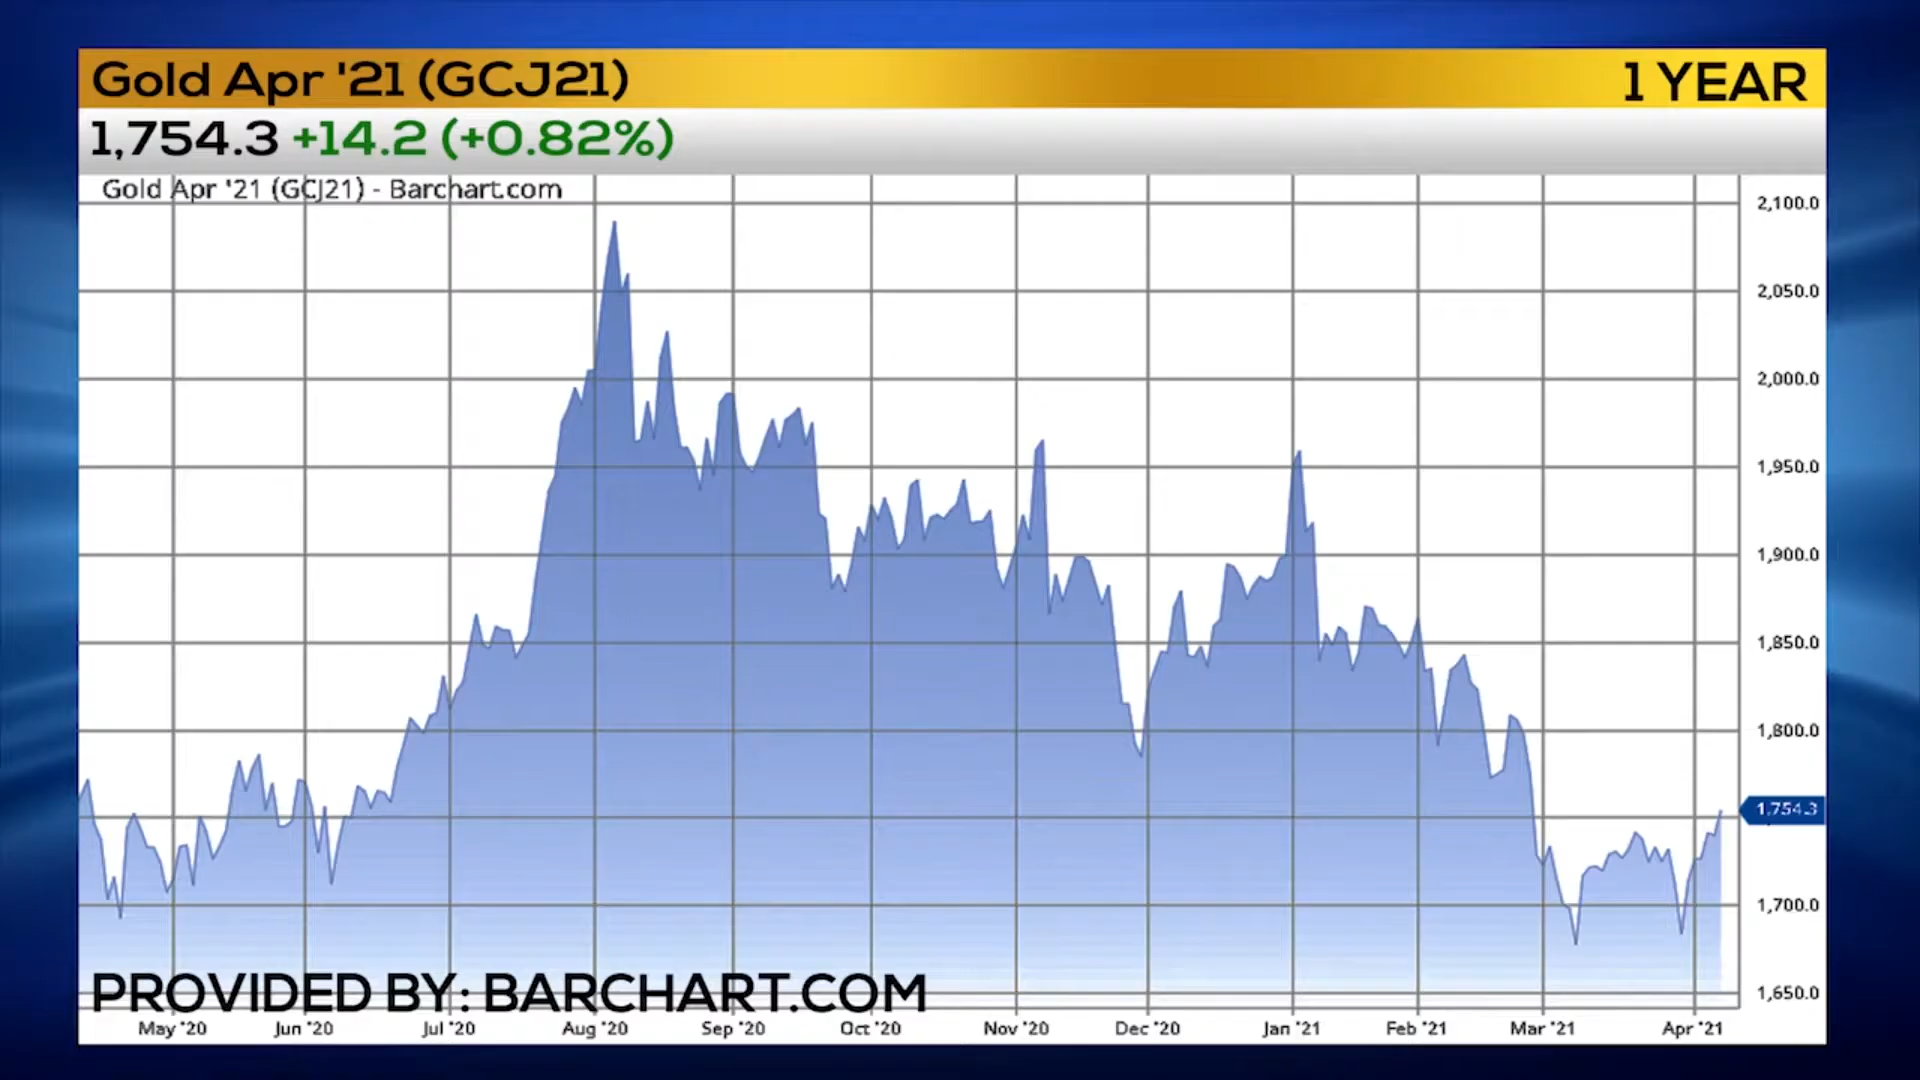 Gold Apr '21 (GCJ21)
1 YEAR
1,754.3 +14.2 (+0.82%)
Gold Apr '21 (GCJ21) - Barchart.com
2,100.0
2,050.0
2,000.0
1,950.0
1,900.0
1,850.0
1,800.0
1,754.3
1,700.0
1,650.0
PROVIDED BY: BARCHART.COM
May '20 Jun '20 Jul '20 Aug '20 Sep '20 Oct '20 Nov '20 Dec '20 Jan '21 Feb '21 Mar '21 Apr '21